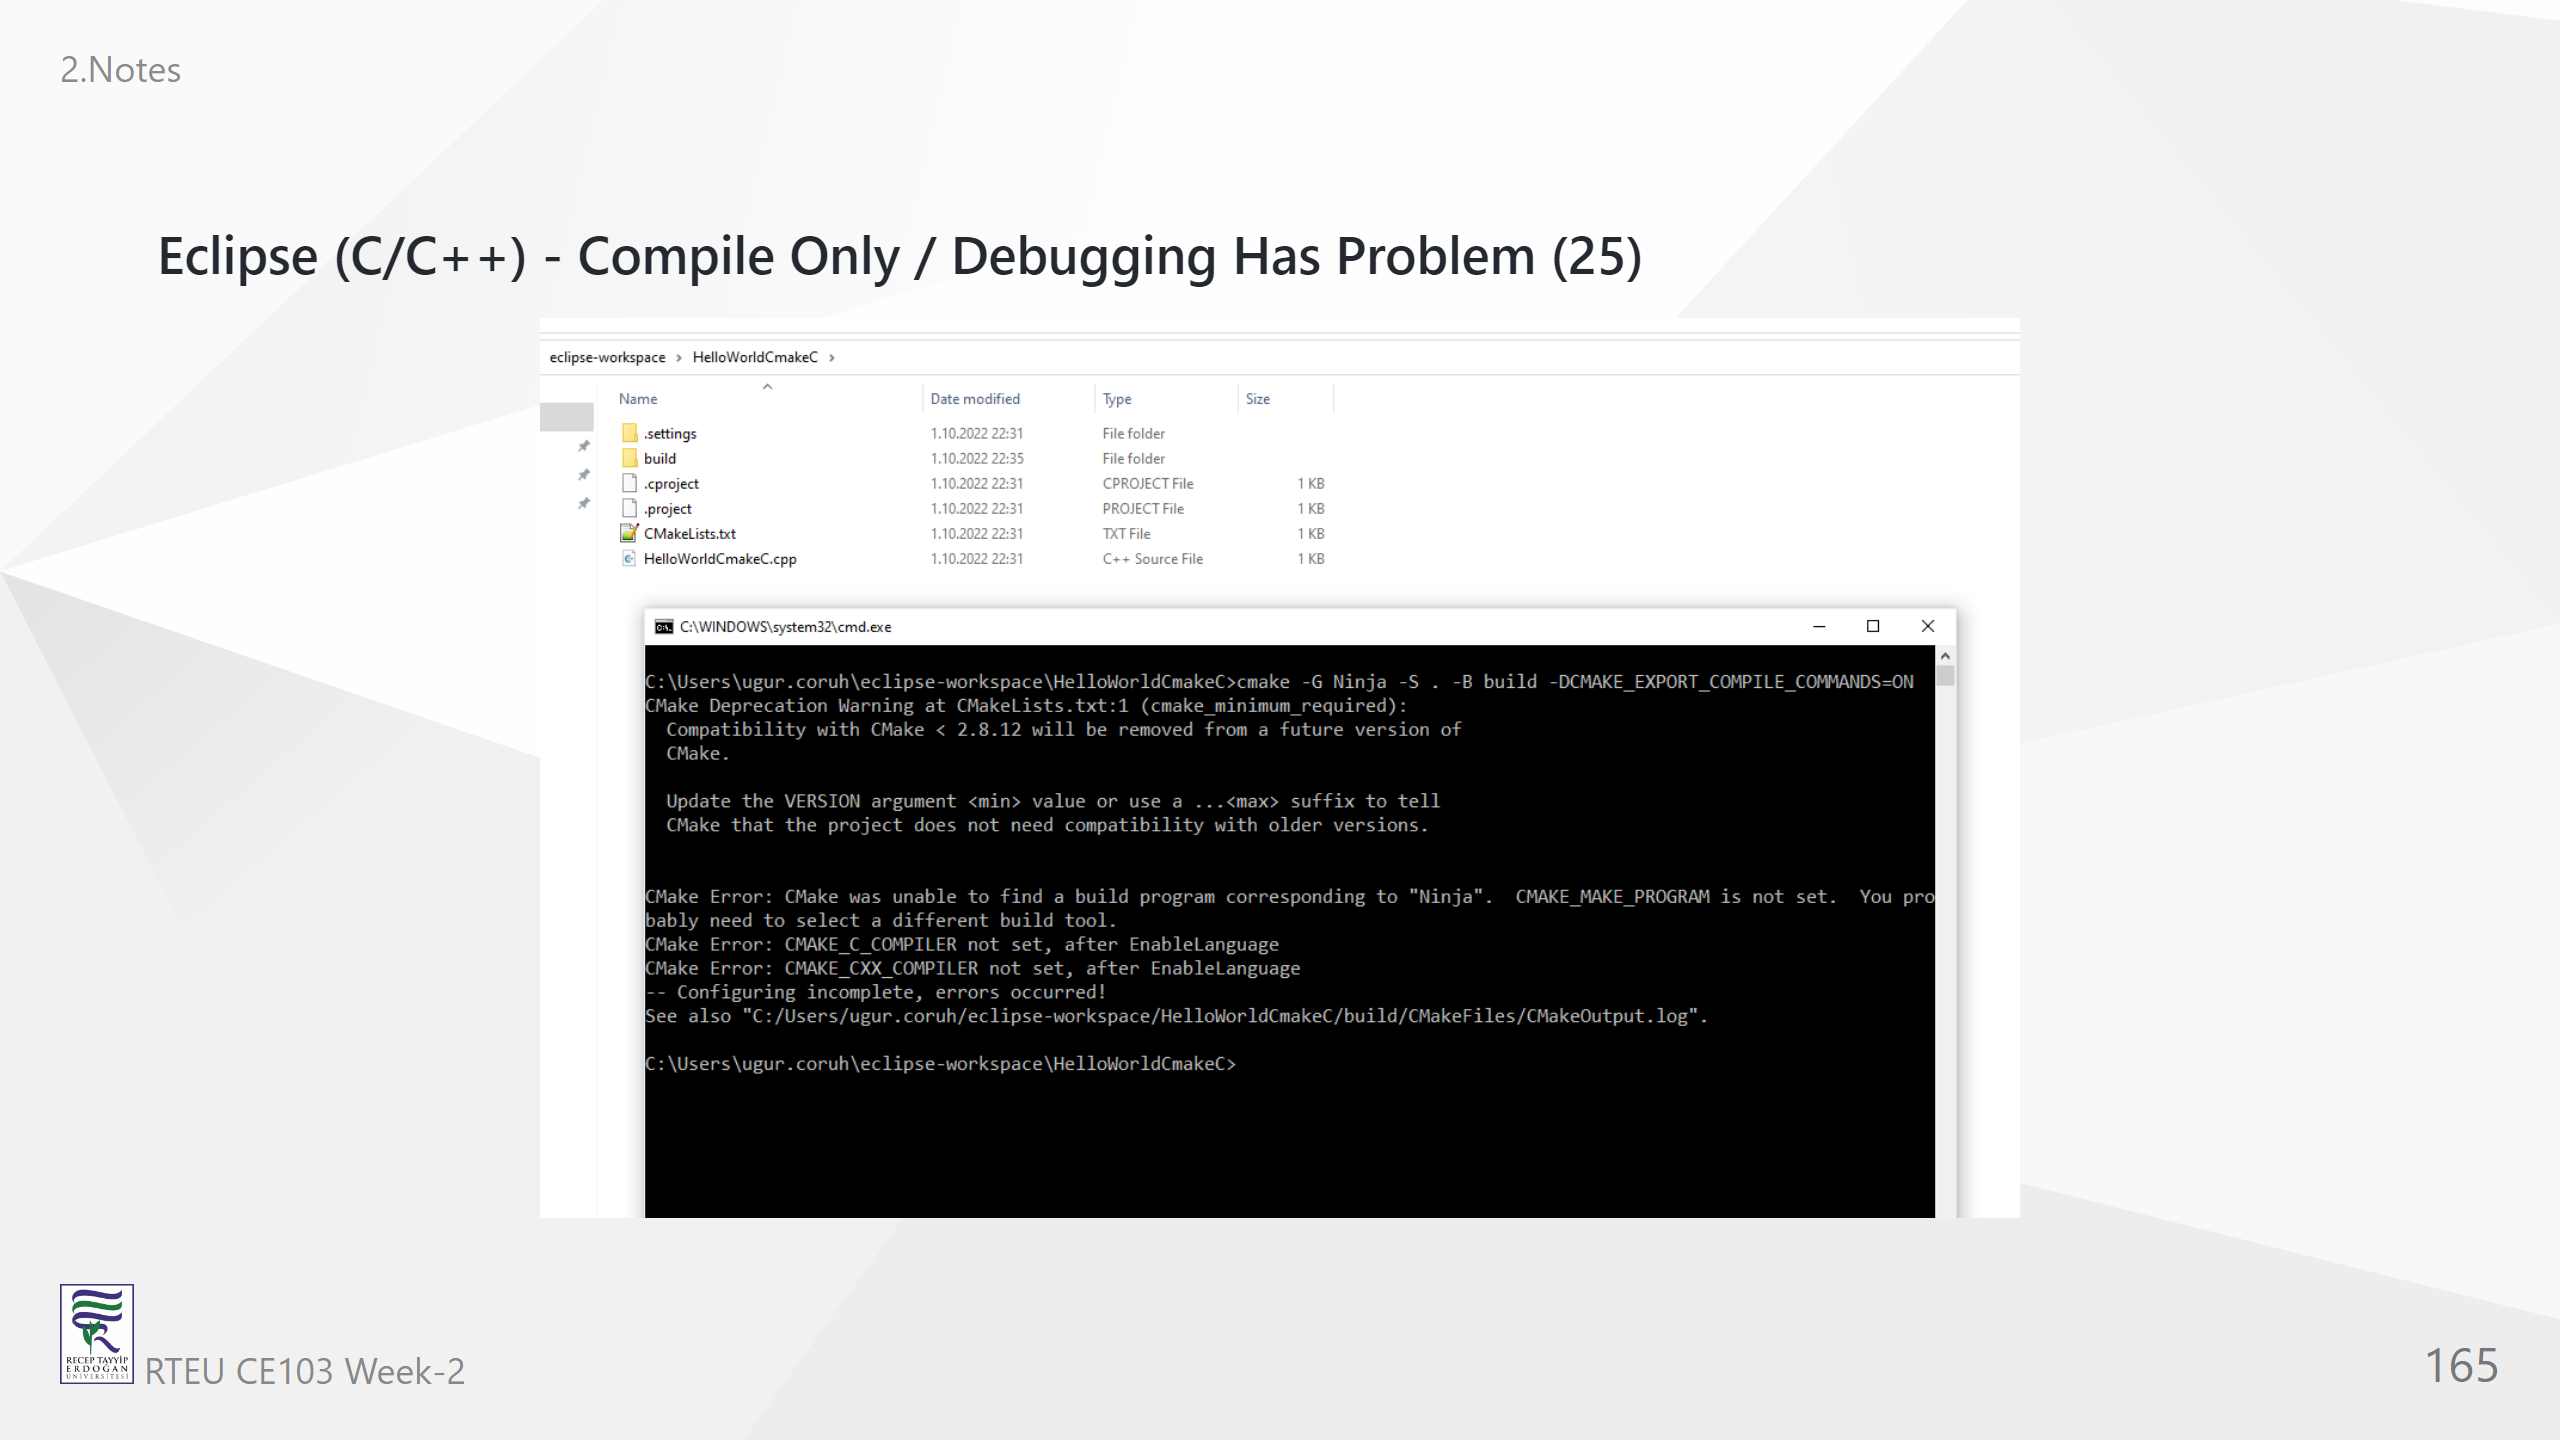 2.Notes
Eclipse (C/C++) - Compile Only / Debugging Has Problem (25)
eclipse-workspace › HelloWorldCmakeC ›
Name Date modified Type Size
.settings 1.10.2022 22:31 File folder
build 1.10.2022 22:35 File folder
.cproject 1.10.2022 22:31 CPROJECT File 1 KB
.project 1.10.2022 22:31 PROJECT File 1 KB
CMakeLists.txt 1.10.2022 22:31 TXT File 1 KB
HelloWorldCmakeC.cpp 1.10.2022 22:31 C++ Source File 1 KB
C:\WINDOWS\system32\cmd.exe
C:\Users\ugur.coruh\eclipse-workspace\HelloWorldCmakeC>cmake -G Ninja -S . -B build -DCMAKE_EXPORT_COMPILE_COMMANDS=ON
CMake Deprecation Warning at CMakeLists.txt:1 (cmake_minimum_required):
Compatibility with CMake < 2.8.12 will be removed from a future version of
CMake.
Update the VERSION argument <min> value or use a ...<max> suffix to tell
CMake that the project does not need compatibility with older versions.
CMake Error: CMake was unable to find a build program corresponding to "Ninja".  CMAKE_MAKE_PROGRAM is not set.  You pro
bably need to select a different build tool.
CMake Error: CMAKE_C_COMPILER not set, after EnableLanguage
CMake Error: CMAKE_CXX_COMPILER not set, after EnableLanguage
-- Configuring incomplete, errors occurred!
See also "C:/Users/ugur.coruh/eclipse-workspace/HelloWorldCmakeC/build/CMakeFiles/CMakeOutput.log".
C:\Users\ugur.coruh\eclipse-workspace\HelloWorldCmakeC>
RECEP TAYYİP
ERDOĞAN
ÜNİVERSİTESİ
RTEU CE103 Week-2
165